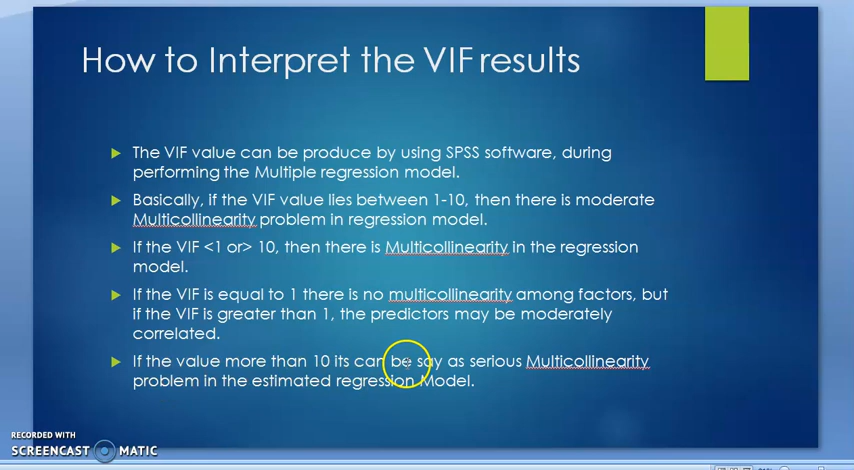 How to Interpret the VIF results
The VIF value can be produce by using SPSS software, during
performing the Multiple regression model.
Basically, if the VIF value lies between 1-10, then there is moderate
Multicollinearity problem in regression model.
If the VIF <1 or> 10, then there is Multicollinearity in the regression
model.
If the VIF is equal to 1 there is no multicollinearity among factors, but
if the VIF is greater than 1, the predictors may be moderately
correlated.
If the value more than 10 its can be say as serious Multicollinearity
problem in the estimated regression Model.
RECORDED WITH
SCREENCAST MATIC